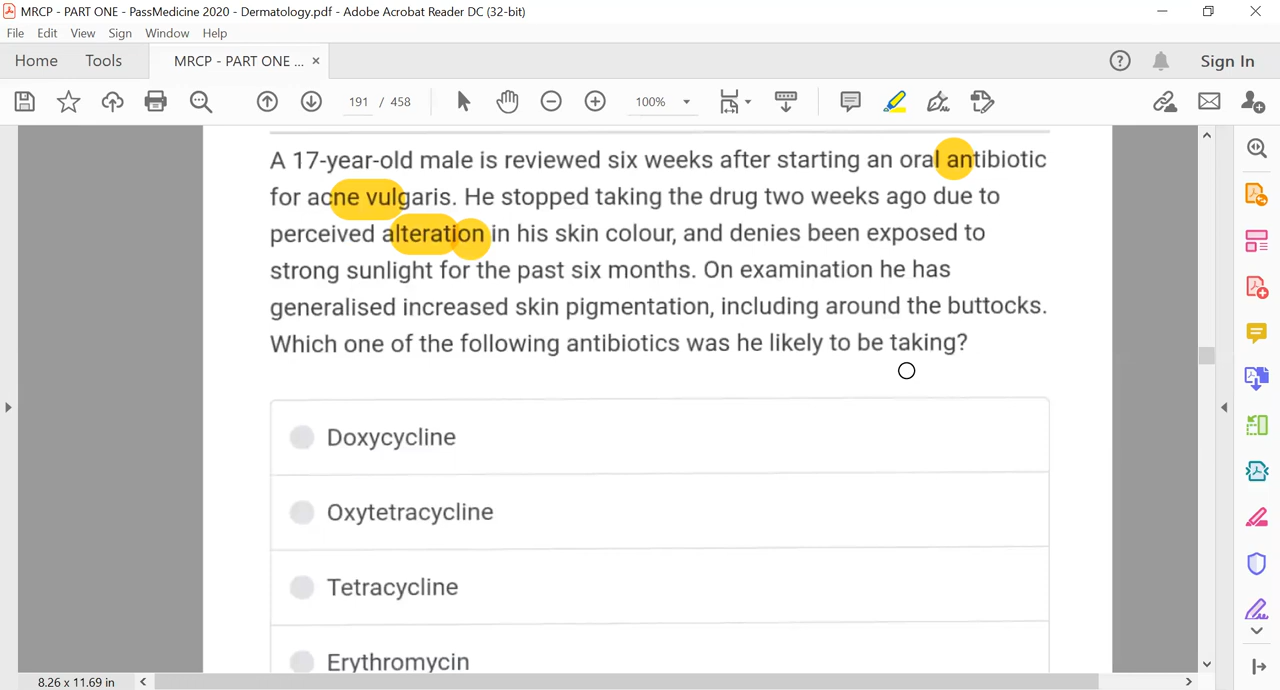 MRCP - PART ONE - PassMedicine 2020 - Dermatology.pdf - Adobe Acrobat Reader DC (32-bit)
File Edit View Sign Window Help
Home Tools MRCP - PART ONE ... × Sign In
191 / 458 100%
A 17-year-old male is reviewed six weeks after starting an oral antibiotic
for acne vulgaris. He stopped taking the drug two weeks ago due to
perceived alteration in his skin colour, and denies been exposed to
strong sunlight for the past six months. On examination he has
generalised increased skin pigmentation, including around the buttocks.
Which one of the following antibiotics was he likely to be taking?
Doxycycline
Oxytetracycline
Tetracycline
Erythromycin
8.26 x 11.69 in